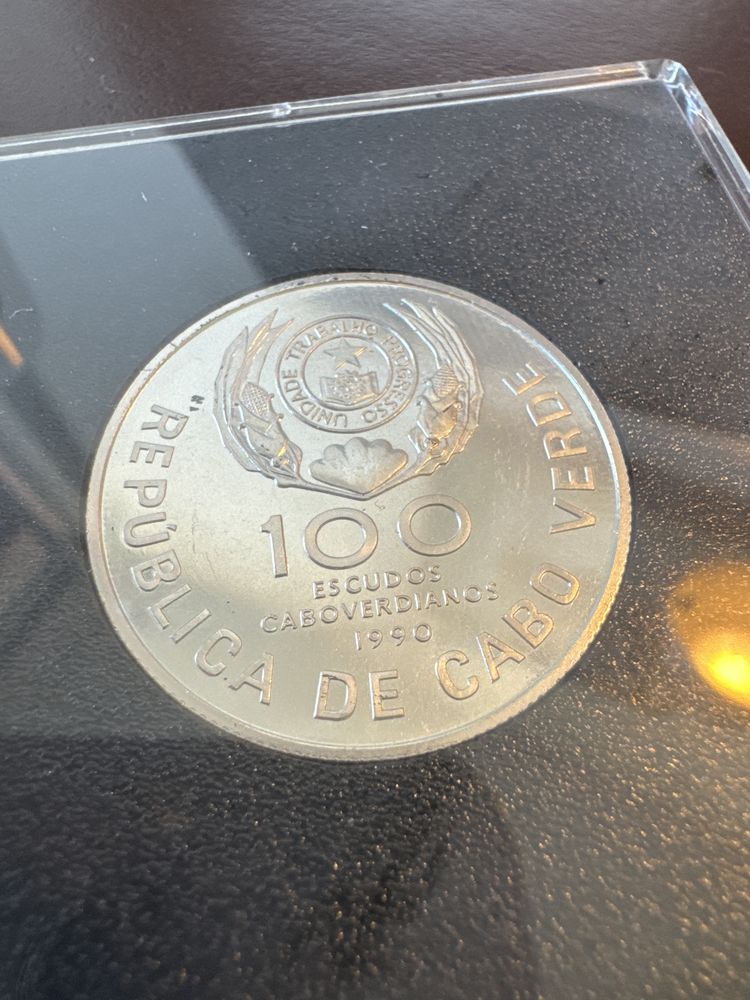 UNIDADE TRABALHO PROGRESSO
100
ESCUDOS
CABOVERDIANOS
1990
REPÚBLICA DE CABO VERDE